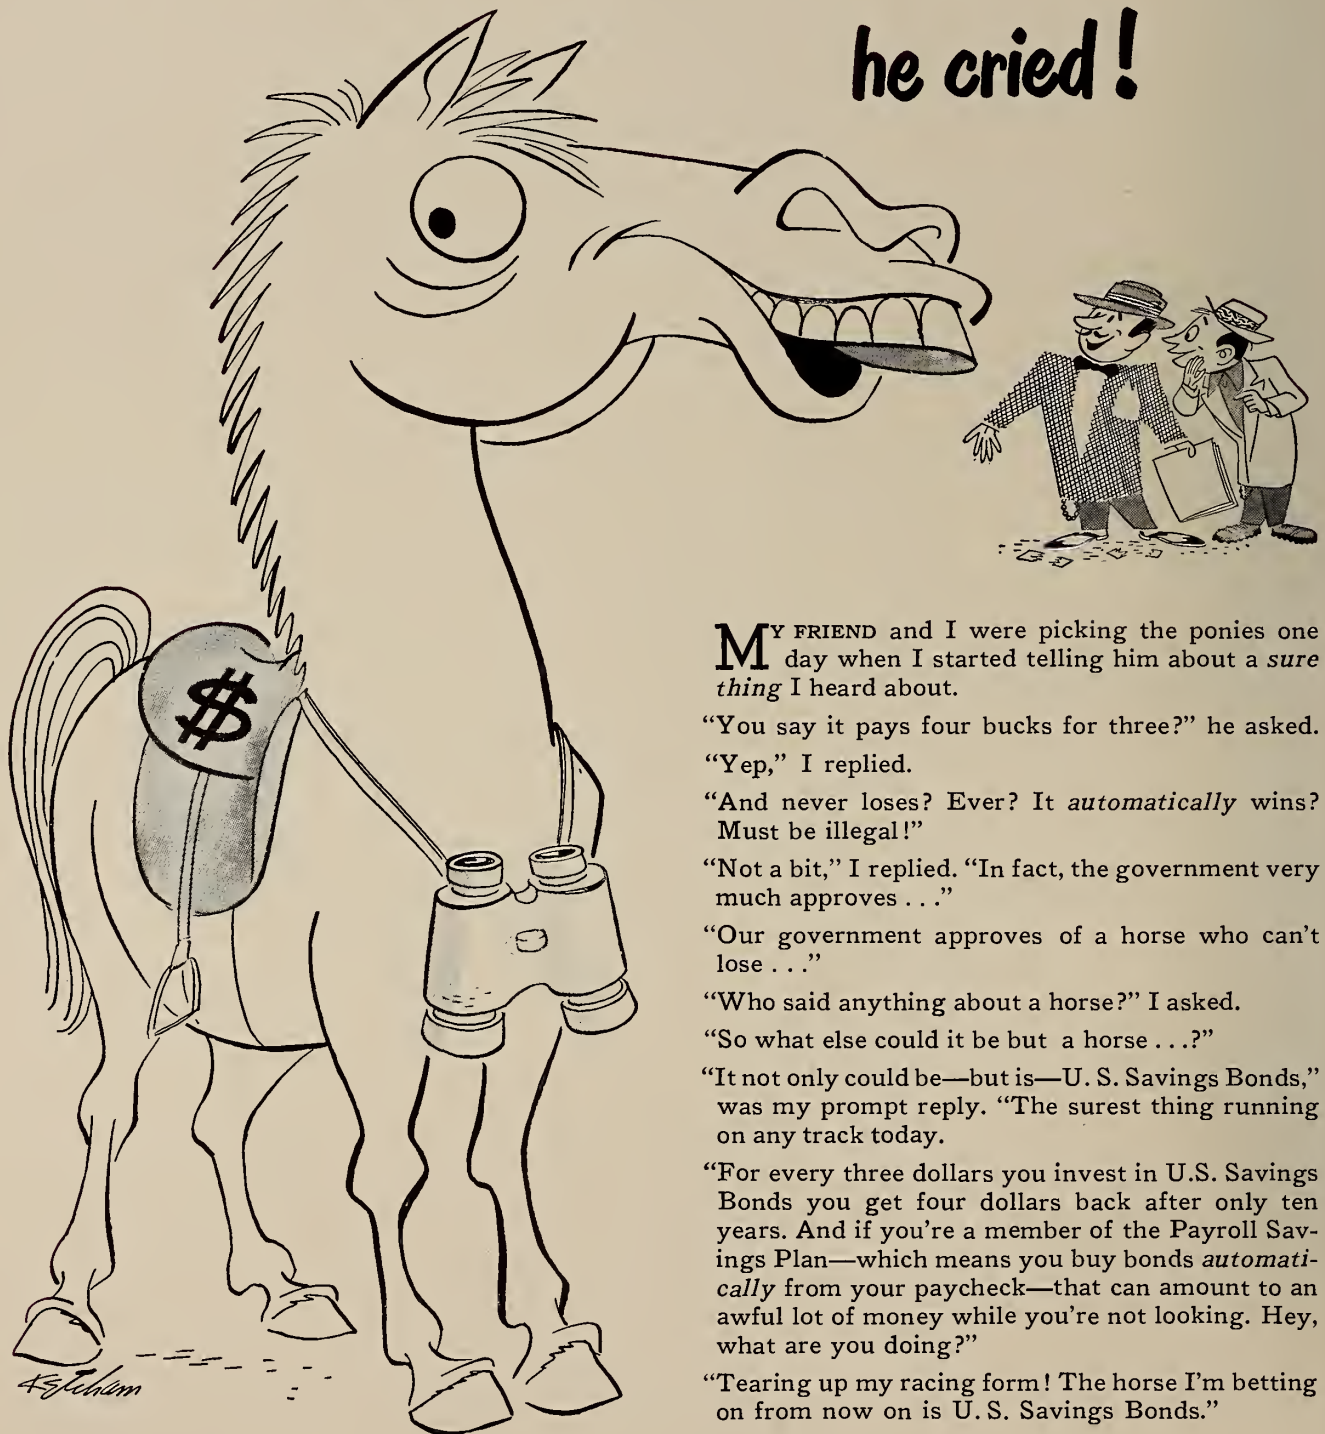 he cried!
$
MY FRIEND and I were picking the ponies one
day when I started telling him about a sure
thing I heard about.
“You say it pays four bucks for three?” he asked.
“Yep,” I replied.
“And never loses? Ever? It automatically wins?
Must be illegal!”
“Not a bit,” I replied. “In fact, the government very
much approves . . .”
“Our government approves of a horse who can't
lose . . .”
“Who said anything about a horse?” I asked.
“So what else could it be but a horse . . .?”
“It not only could be—but is—U. S. Savings Bonds,”
was my prompt reply. “The surest thing running
on any track today.
“For every three dollars you invest in U.S. Savings
Bonds you get four dollars back after only ten
years. And if you're a member of the Payroll Sav-
ings Plan—which means you buy bonds automati-
cally from your paycheck—that can amount to an
awful lot of money while you're not looking. Hey,
what are you doing?”
“Tearing up my racing form! The horse I'm betting
on from now on is U. S. Savings Bonds.”
Ketcham